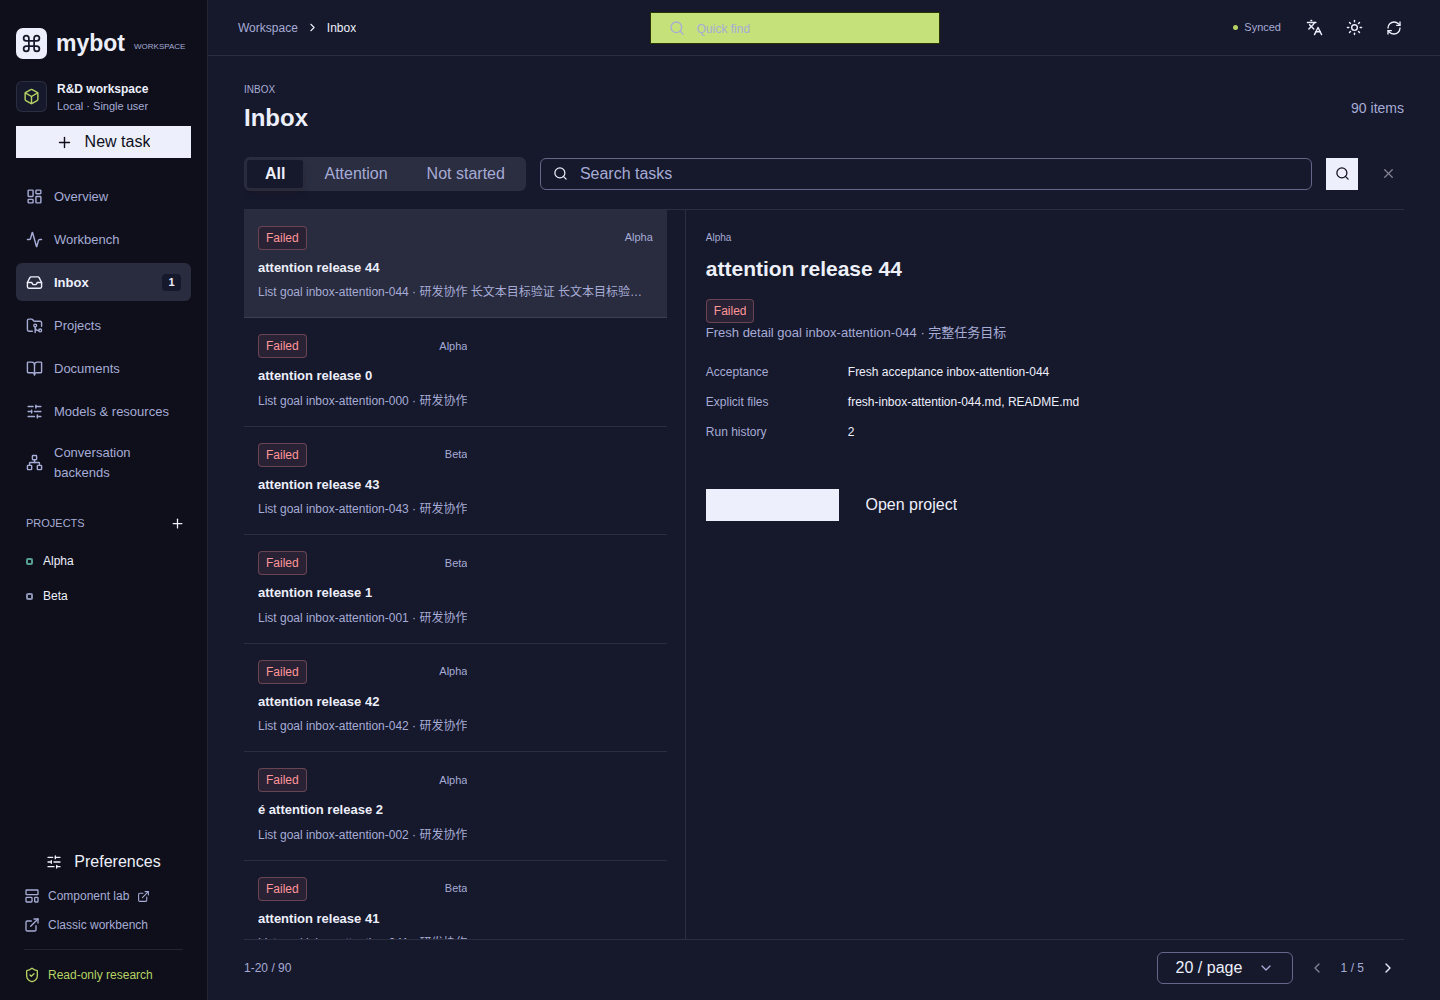 mybot WORKSPACE
R&D workspace
Local · Single user
New task
Overview
Workbench
Inbox 1
Projects
Documents
Models & resources
Conversation
backends
PROJECTS
Alpha
Beta
Preferences
Component lab
Classic workbench
Read-only research
Workspace Inbox
Quick find
Synced
INBOX
Inbox
90 items
All Attention Not started
Search tasks
Failed Alpha
attention release 44
List goal inbox-attention-044 · 研发协作 长文本目标验证 长文本目标验…
Failed Alpha
attention release 0
List goal inbox-attention-000 · 研发协作
Failed Beta
attention release 43
List goal inbox-attention-043 · 研发协作
Failed Beta
attention release 1
List goal inbox-attention-001 · 研发协作
Failed Alpha
attention release 42
List goal inbox-attention-042 · 研发协作
Failed Alpha
é attention release 2
List goal inbox-attention-002 · 研发协作
Failed Beta
attention release 41
Alpha
attention release 44
Failed
Fresh detail goal inbox-attention-044 · 完整任务目标
Acceptance Fresh acceptance inbox-attention-044
Explicit files fresh-inbox-attention-044.md, README.md
Run history 2
Open project
1-20 / 90
20 / page
1 / 5